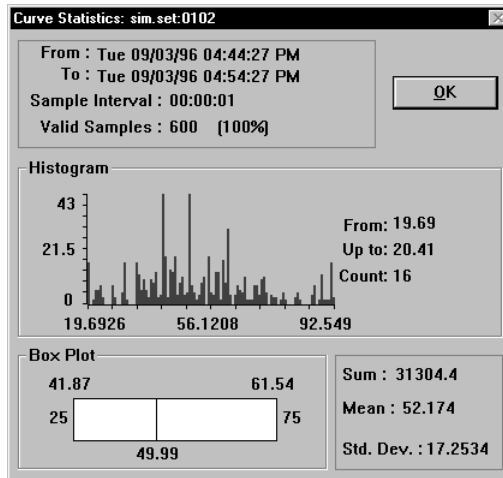 Curve Statistics: sim.set:0102
From : Tue 09/03/96 04:44:27 PM
To : Tue 09/03/96 04:54:27 PM
Sample Interval : 00:00:01
Valid Samples : 600 (100%)
OK
Histogram
43
21.5
0
19.6926 56.1208 92.549
From: 19.69
Up to: 20.41
Count: 16
Box Plot
41.87 61.54
25 75
49.99
Sum : 31304.4
Mean : 52.174
Std. Dev. : 17.2534